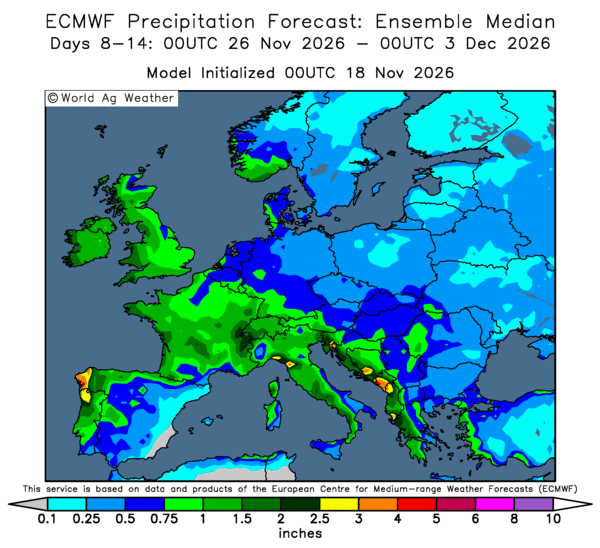 ECMWF Precipitation Forecast: Ensemble Median
Days 8-14: 00UTC 26 Nov 2026 - 00UTC 3 Dec 2026
Model Initialized 00UTC 18 Nov 2026
© World Ag Weather
This service is based on data and products of the European Centre for Medium-range Weather Forecasts (ECMWF)
0.1 0.25 0.5 0.75 1 1.5 2 2.5 3 4 5 6 8 10
inches